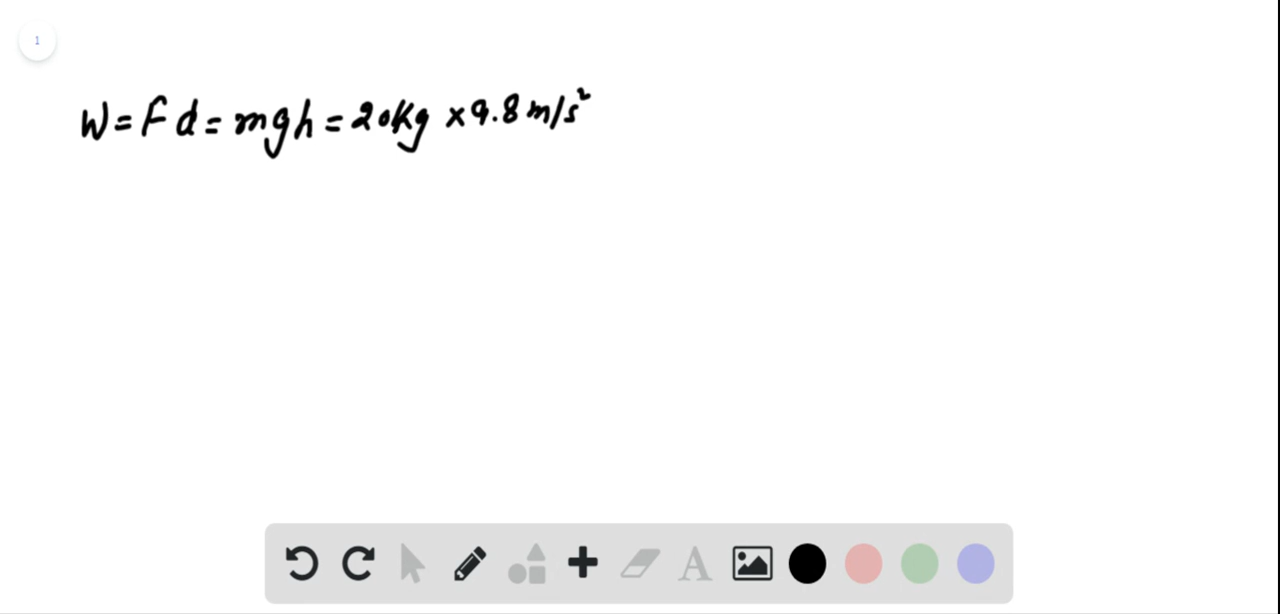 1
W = F d = mgh = 20Kg × 9.8 m/s²
A